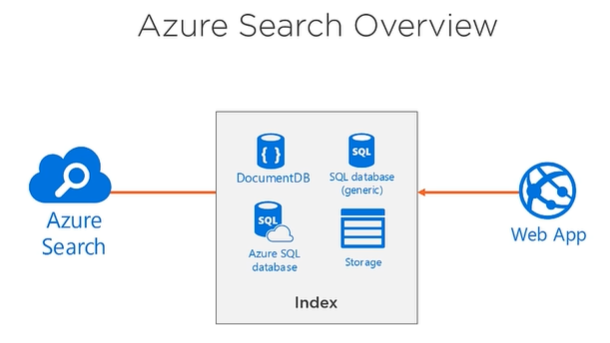 Azure Search Overview
{ }
DocumentDB
SQL
SQL database
(generic)
Azure
Search
SQL
Azure SQL
database
Storage
Web App
Index